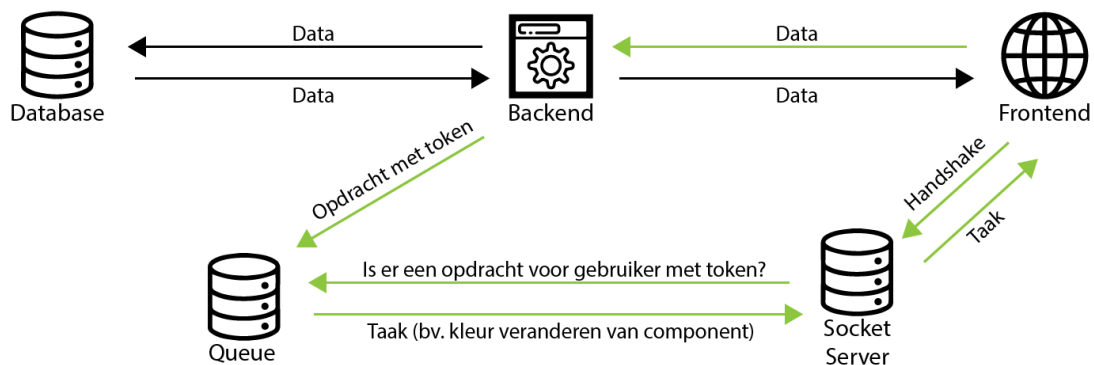 Data
Data
Data
Data
Database
Backend
Frontend
Opdracht met token
Handshake
Taak
Is er een opdracht voor gebruiker met token?
Taak (bv. kleur veranderen van component)
Queue
Socket
Server